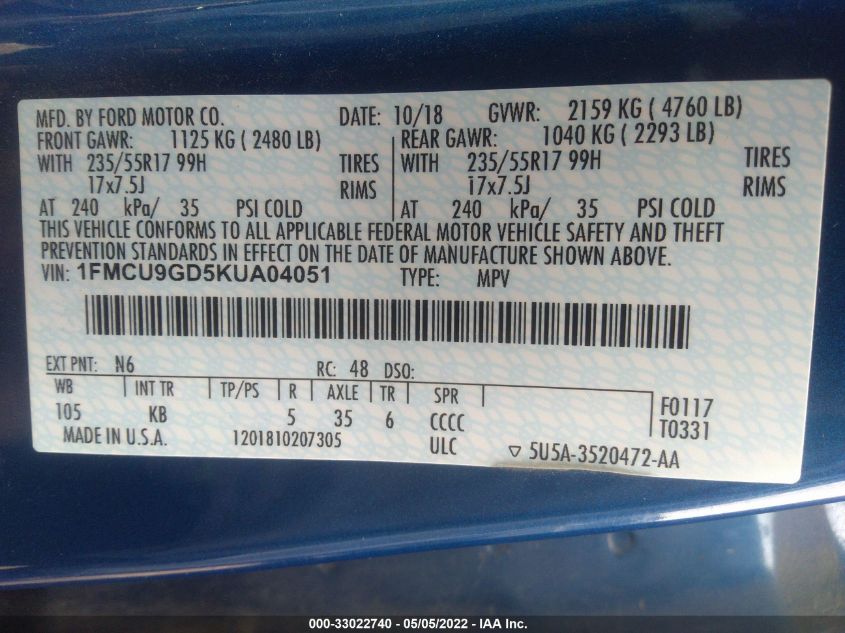 MFD. BY FORD MOTOR CO. DATE: 10/18 GVWR: 2159 KG ( 4760 LB)
FRONT GAWR: 1125 KG ( 2480 LB) REAR GAWR: 1040 KG ( 2293 LB)
WITH 235/55R17 99H TIRES WITH 235/55R17 99H TIRES
17x7.5J RIMS 17x7.5J RIMS
AT 240 kPa/ 35 PSI COLD AT 240 kPa/ 35 PSI COLD
THIS VEHICLE CONFORMS TO ALL APPLICABLE FEDERAL MOTOR VEHICLE SAFETY AND THEFT
PREVENTION STANDARDS IN EFFECT ON THE DATE OF MANUFACTURE SHOWN ABOVE.
VIN: 1FMCU9GD5KUA04051 TYPE: MPV
EXT PNT: N6 RC: 48 DSO:
WB INT TR TP/PS R AXLE TR SPR
105 KB 5 35 6 CCCC
F0117
T0331
MADE IN U.S.A. 1201810207305 ULC ▽ 5U5A-3520472-AA
000-33022740 - 05/05/2022 - IAA Inc.